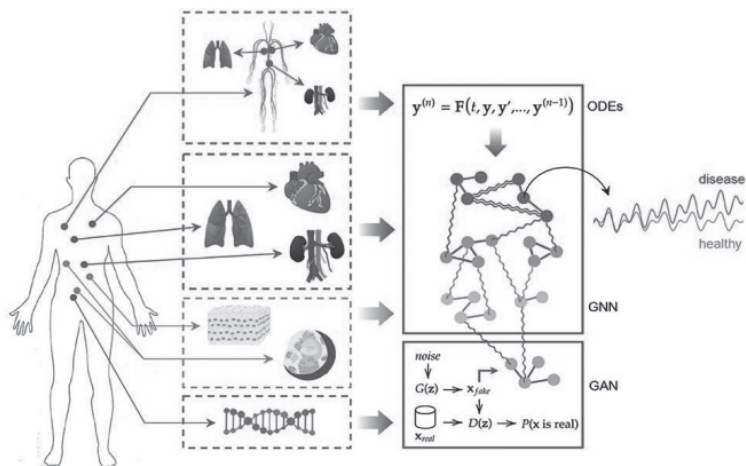 y⁽ⁿ⁾ = F(t, y, y′,..., y⁽ⁿ⁻¹⁾)
ODEs
disease
healthy
GNN
noise
G(z) → x_fake
x_real
D(z) → P(x is real)
GAN